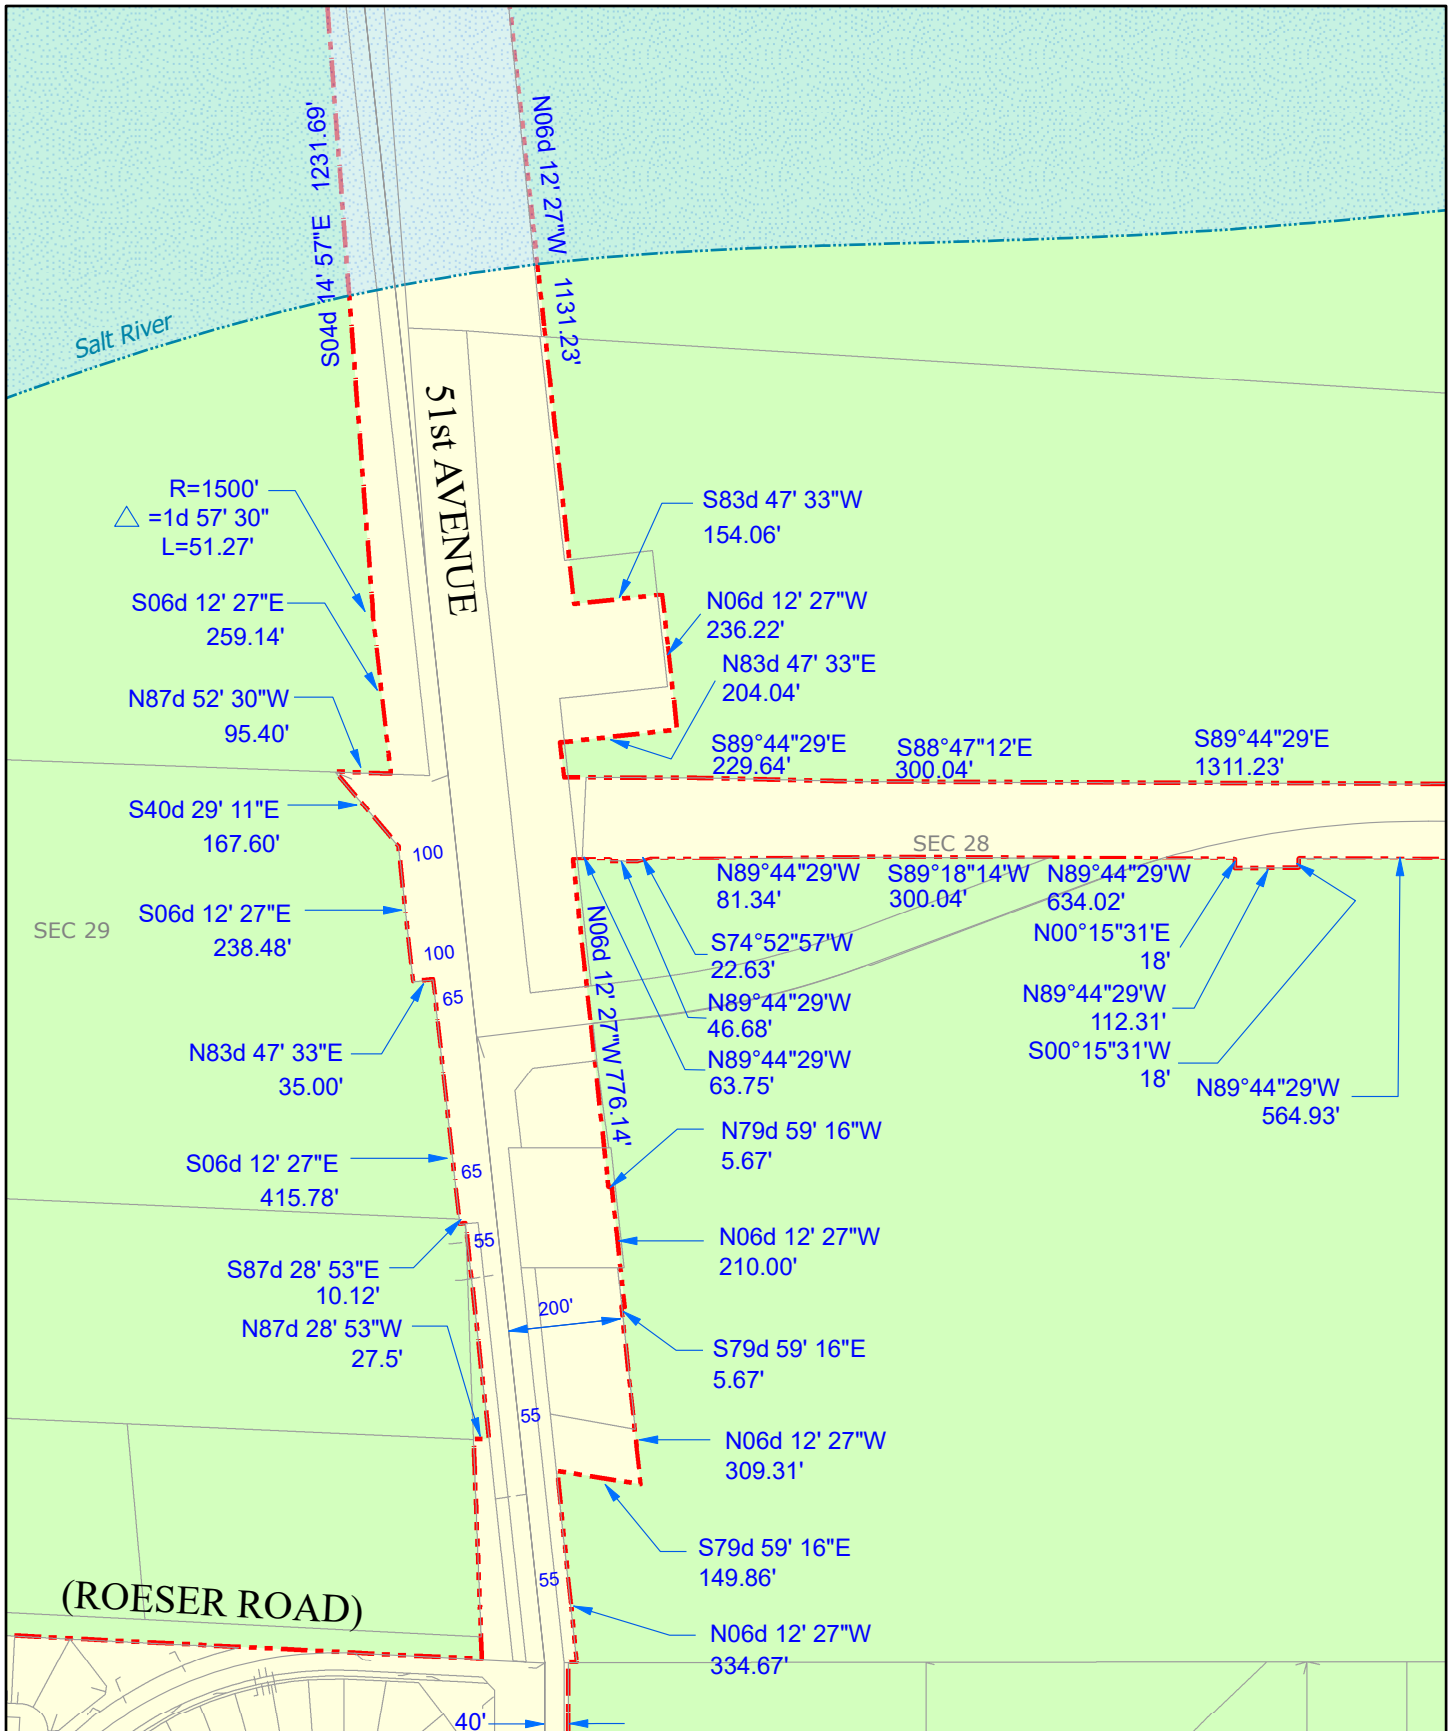 S04d 14' 57"E 1231.69'
N06d 12' 27"W 1131.23'
Salt River
51st AVENUE
R=1500'
=1d 57' 30"
L=51.27'
S06d 12' 27"E
259.14'
N87d 52' 30"W
95.40'
S40d 29' 11"E
167.60'
S06d 12' 27"E
238.48'
SEC 29
N83d 47' 33"E
35.00'
S06d 12' 27"E
415.78'
S87d 28' 53"E
10.12'
N87d 28' 53"W
27.5'
(ROESER ROAD)
100
100
65
65
55
200'
55
55
40'
S83d 47' 33"W
154.06'
N06d 12' 27"W
236.22'
N83d 47' 33"E
204.04'
S89°44"29'E
229.64'
S88°47"12'E
300.04'
S89°44"29'E
1311.23'
SEC 28
N89°44"29'W
81.34'
S89°18"14'W
300.04'
N89°44"29'W
634.02'
N06d 12' 27"W 776.14'
S74°52"57'W
22.63'
N89°44"29'W
46.68'
N89°44"29'W
63.75'
N00°15"31'E
18'
N89°44"29'W
112.31'
S00°15"31'W
18'
N89°44"29'W
564.93'
N79d 59' 16"W
5.67'
N06d 12' 27"W
210.00'
S79d 59' 16"E
5.67'
N06d 12' 27"W
309.31'
S79d 59' 16"E
149.86'
N06d 12' 27"W
334.67'